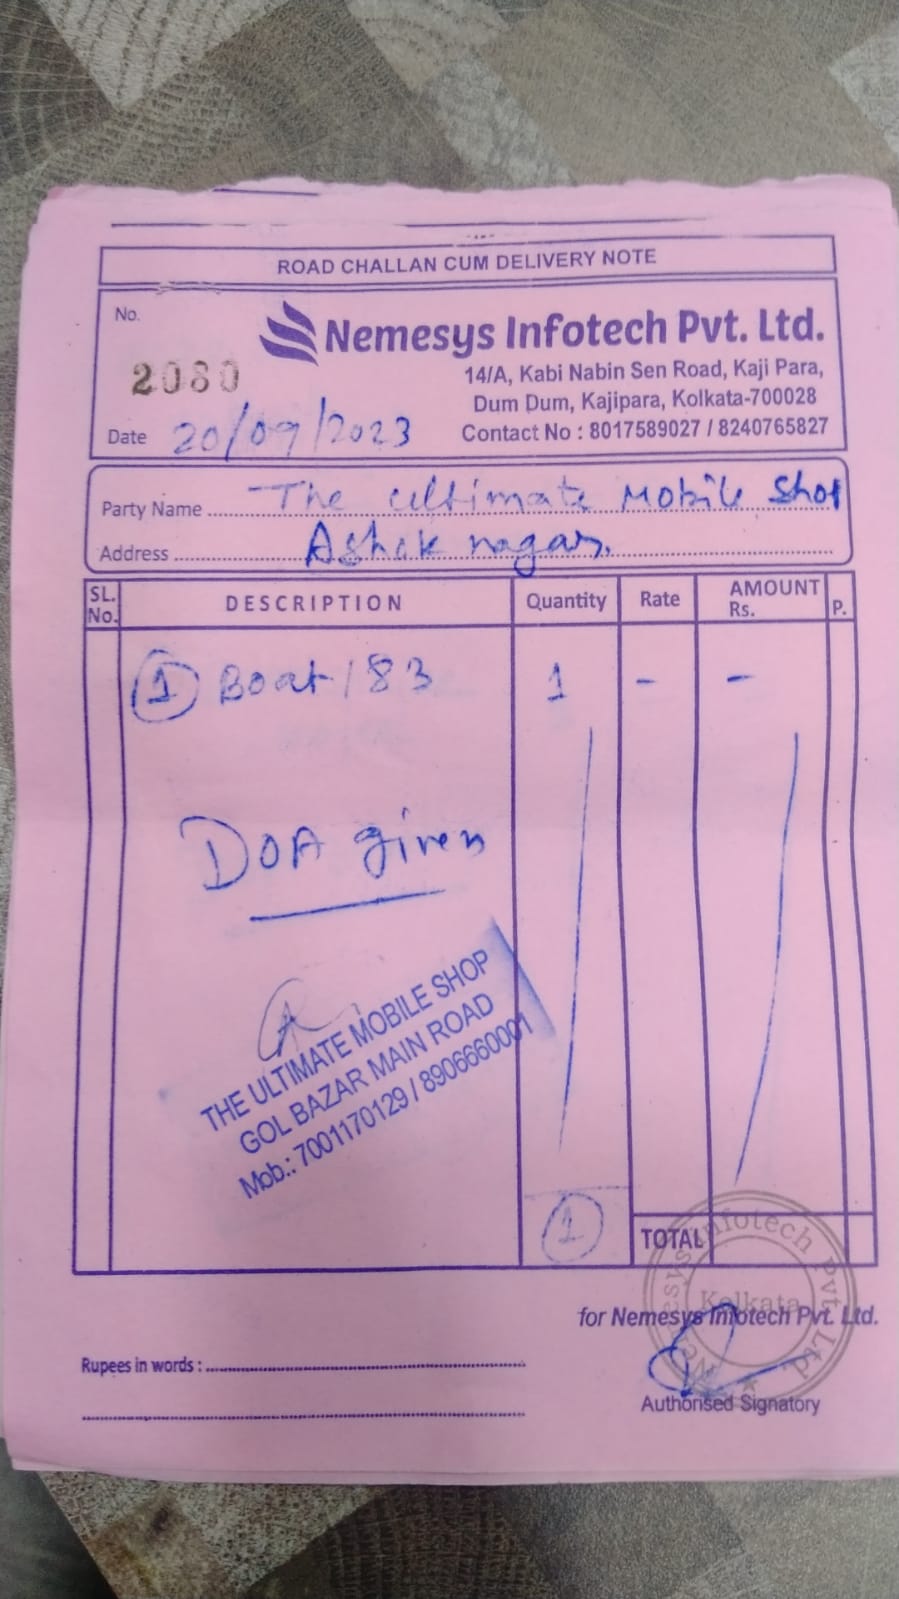 ROAD CHALLAN CUM DELIVERY NOTE
No.
2080
Nemesys Infotech Pvt. Ltd.
14/A, Kabi Nabin Sen Road, Kaji Para,
Dum Dum, Kajipara, Kolkata-700028
Contact No : 8017589027 / 8240765827
Date 20/09/2023
Party Name The Ultimate Mobile Shop
Address Ashok nagar.
SL. No. DESCRIPTION Quantity Rate AMOUNT Rs. P.
1 Boat 183 1 - -
DOA given
THE ULTIMATE MOBILE SHOP
GOL BAZAR MAIN ROAD
Mob.: 7001170129 / 8906660001
1
TOTAL
for Nemesys Infotech Pvt. Ltd.
Nemesys Infotech Pvt. Ltd.
Kolkata
Rupees in words :
Authorised Signatory